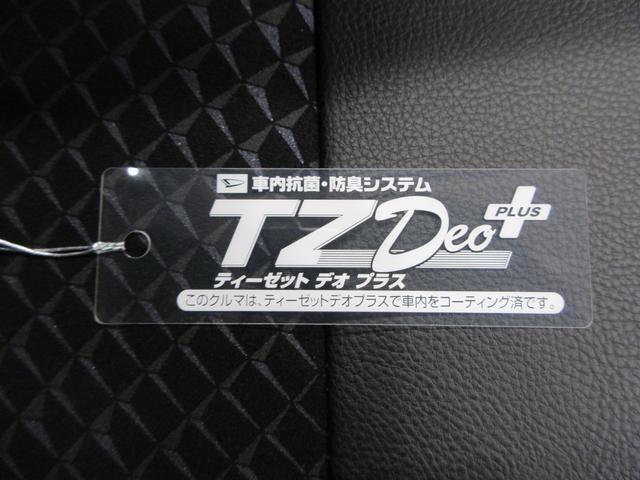 車内抗菌・防臭システム
TZ Deo PLUS
ティーゼット デオ プラス
このクルマは、ティーゼットデオプラスで車内をコーティング済です。